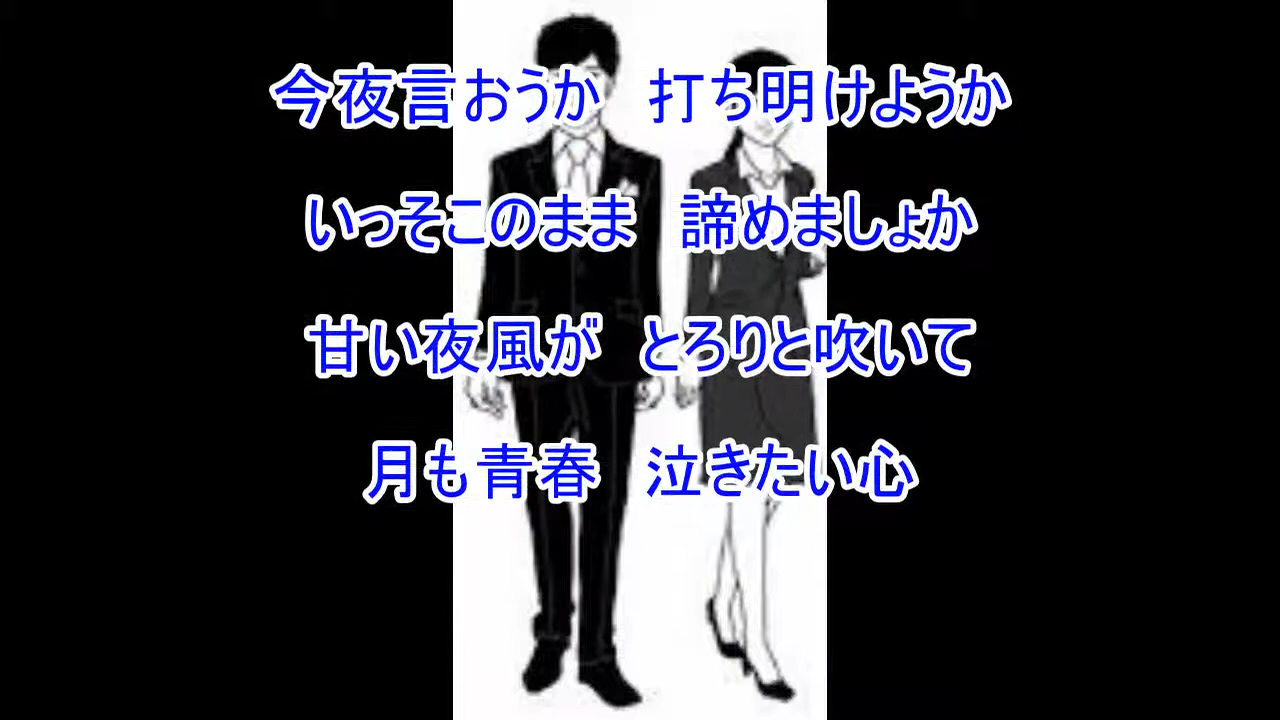 今夜言おうか　打ち明けようか
いっそこのまま　諦めましょか
甘い夜風が　とろりと吹いて
月も青春　泣きたい心